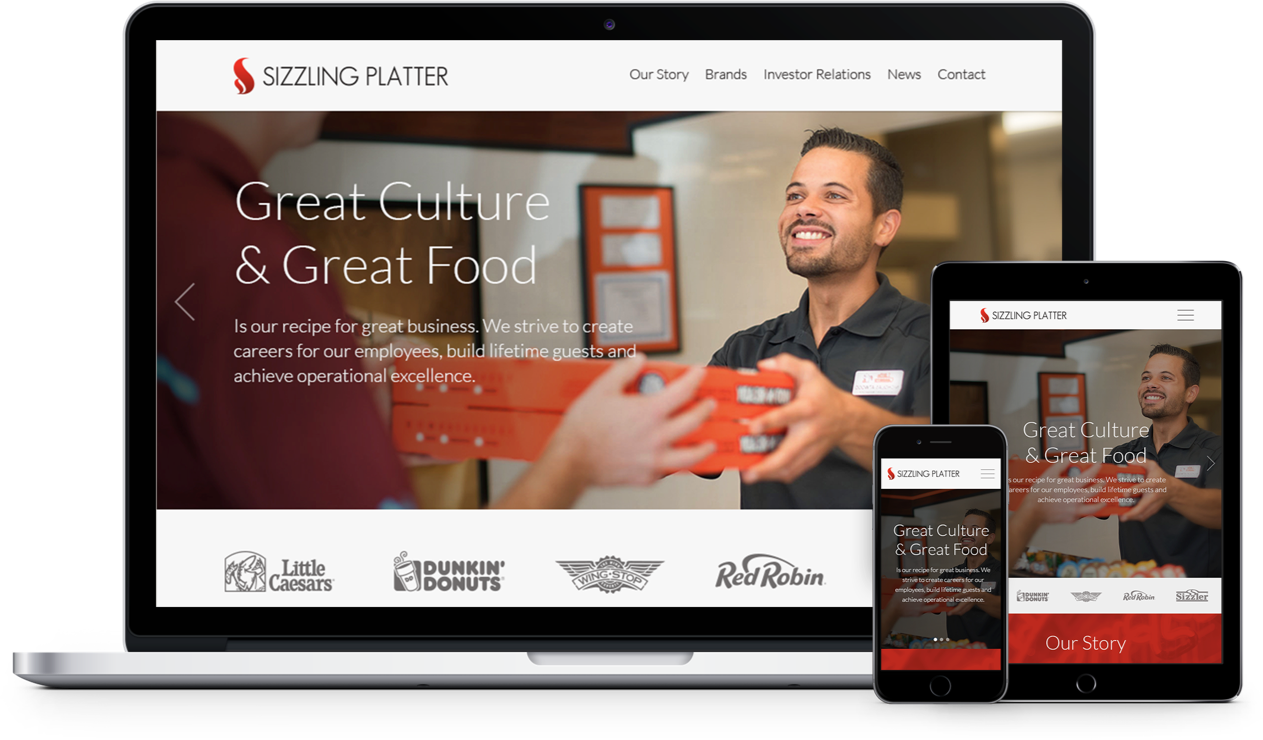 SIZZLING PLATTER
Our Story Brands Investor Relations News Contact
Great Culture
& Great Food
Is our recipe for great business. We strive to create
careers for our employees, build lifetime guests and
achieve operational excellence.
Little
Caesars
DUNKIN'
DONUTS
WING·STOP
Red Robin
SIZZLING PLATTER
Great Culture
& Great Food
s our recipe for great business. We strive to create
areers for our employees, build lifetime guests and
achieve operational excellence.
DUNKIN'
DONUTS
Red Robin
Sizzler
Our Story
SIZZLING PLATTER
Great Culture
& Great Food
Is our recipe for great business. We
strive to create careers for our
employees, build lifetime guests and
achieve operational excellence.